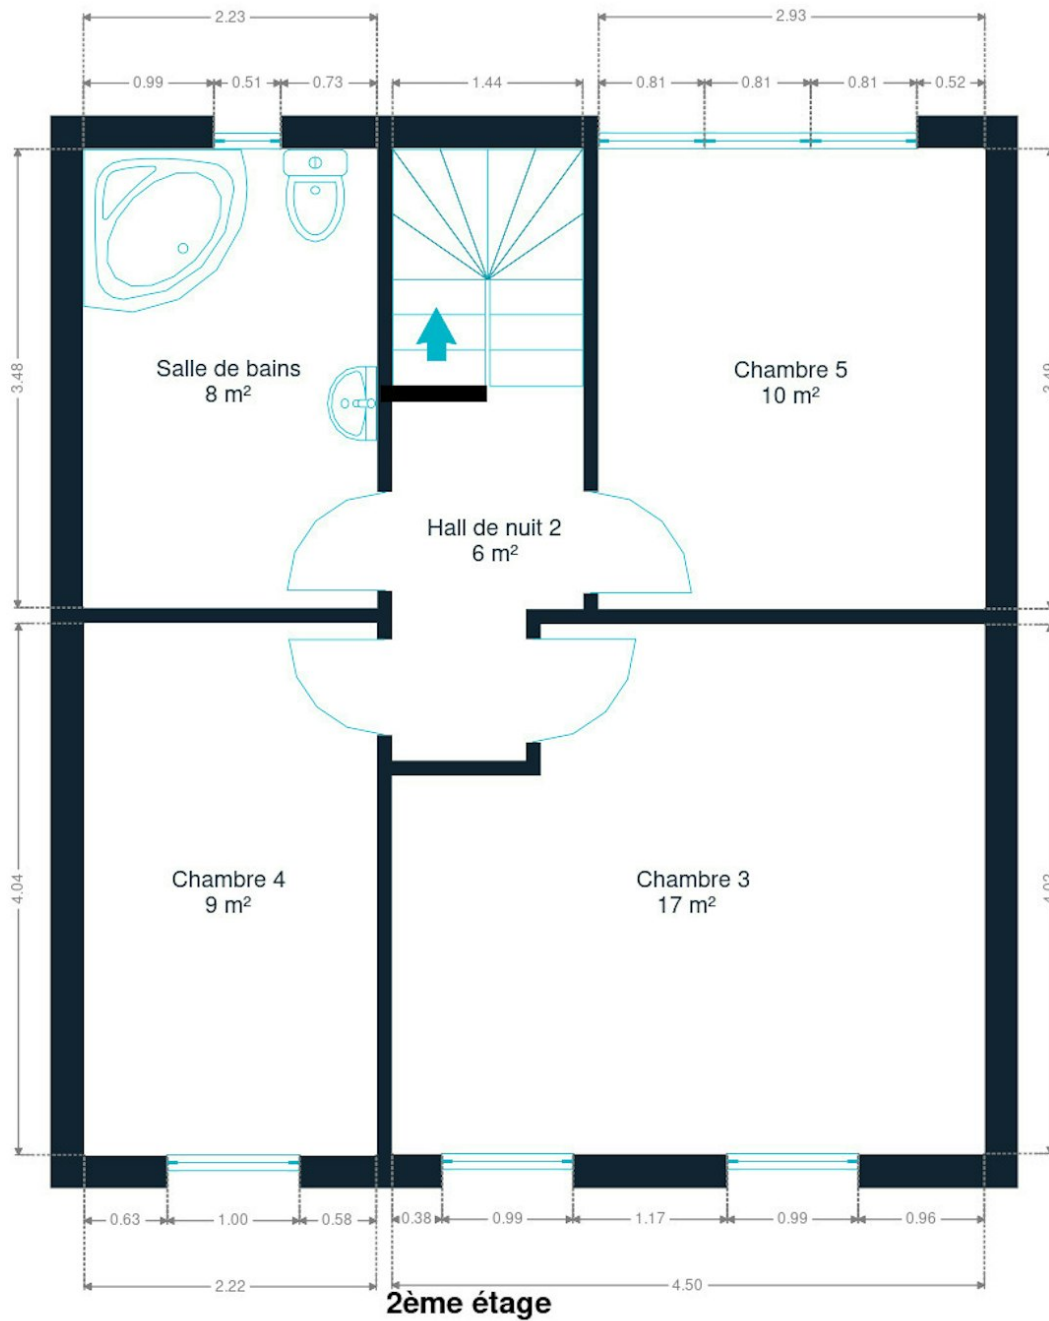 2.23
2.93
0.99
0.51
0.73
1.44
0.81
0.81
0.81
0.52
3.48
Salle de bains
8 m²
Chambre 5
10 m²
Hall de nuit 2
6 m²
4.04
Chambre 4
9 m²
Chambre 3
17 m²
0.63
1.00
0.58
0.38
0.99
1.17
0.99
0.96
2.22
4.50
2ème étage